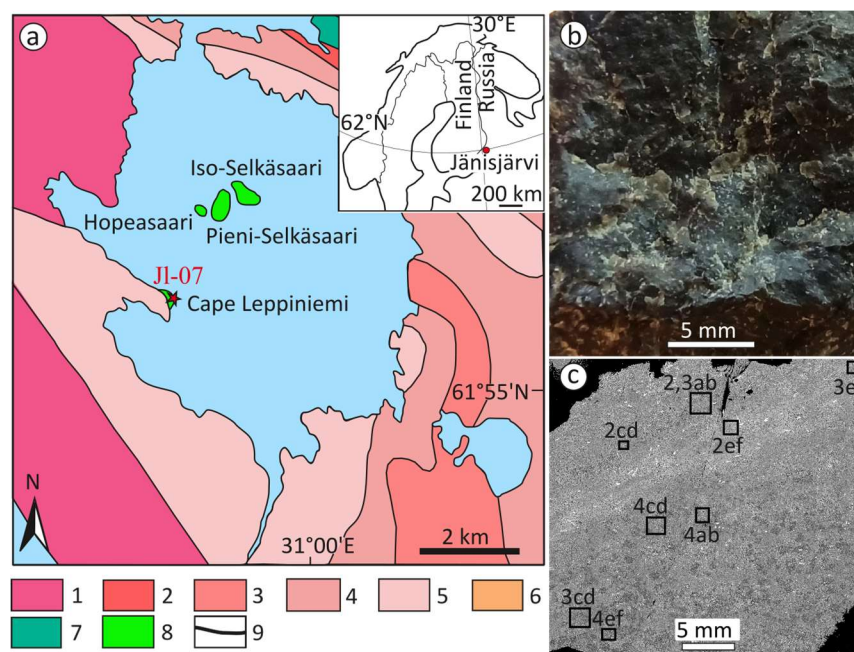 a
30°E
Finland
Russia
62°N
Jänisjärvi
200 km
Iso-Selkäsaari
Hopeasaari
Pieni-Selkäsaari
Jl-07
Cape Leppiniemi
61°55'N
N
31°00'E
2 km
1 2 3 4 5 6
7 8 9
b
5 mm
c
2,3ab
3e
2cd
2ef
4cd
4ab
3cd
4ef
5 mm